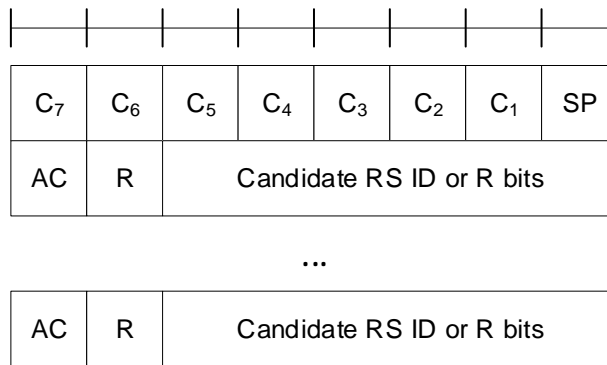 C₇ C₆ C₅ C₄ C₃ C₂ C₁ SP
AC R Candidate RS ID or R bits
...
AC R Candidate RS ID or R bits